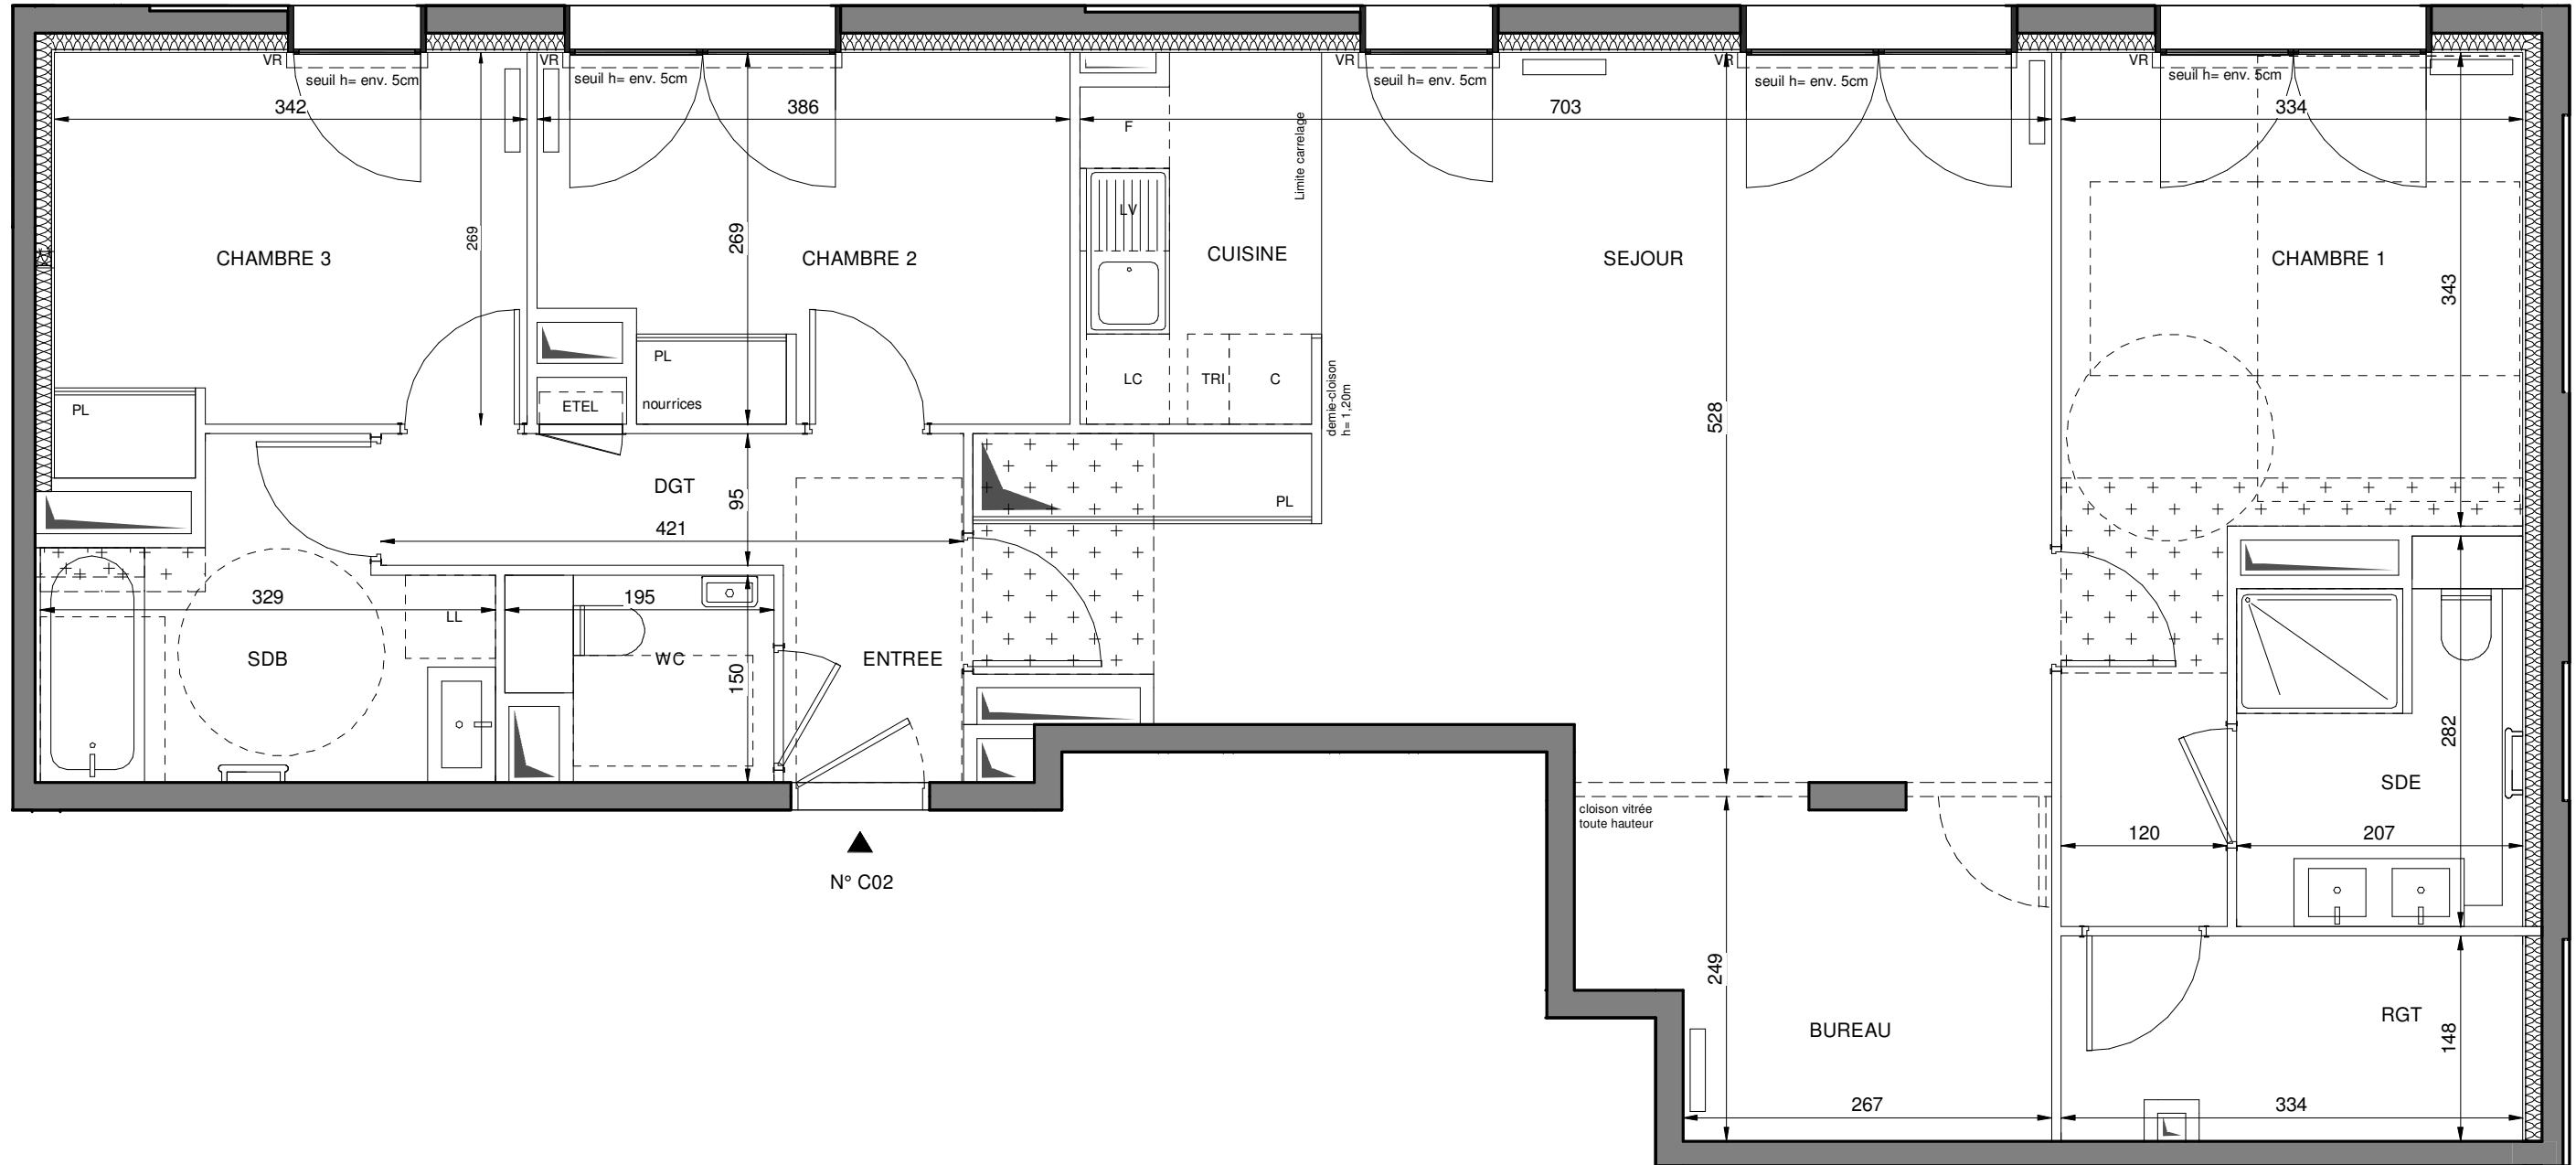 VR
seuil h= env. 5cm
VR
seuil h= env. 5cm
VR
seuil h= env. 5cm
VR
seuil h= env. 5cm
VR
seuil h= env. 5cm
342
386
703
334
F
Limite carrelage
LV
269
269
CHAMBRE 3
CHAMBRE 2
CUISINE
SEJOUR
CHAMBRE 1
343
PL
LC
TRI
C
demie-cloison
h= 1,20m
PL
ETEL
nourrices
528
DGT
95
PL
421
329
195
LL
SDB
WC
150
ENTREE
282
SDE
cloison vitrée
toute hauteur
120
207
N° C02
249
BUREAU
RGT
148
267
334